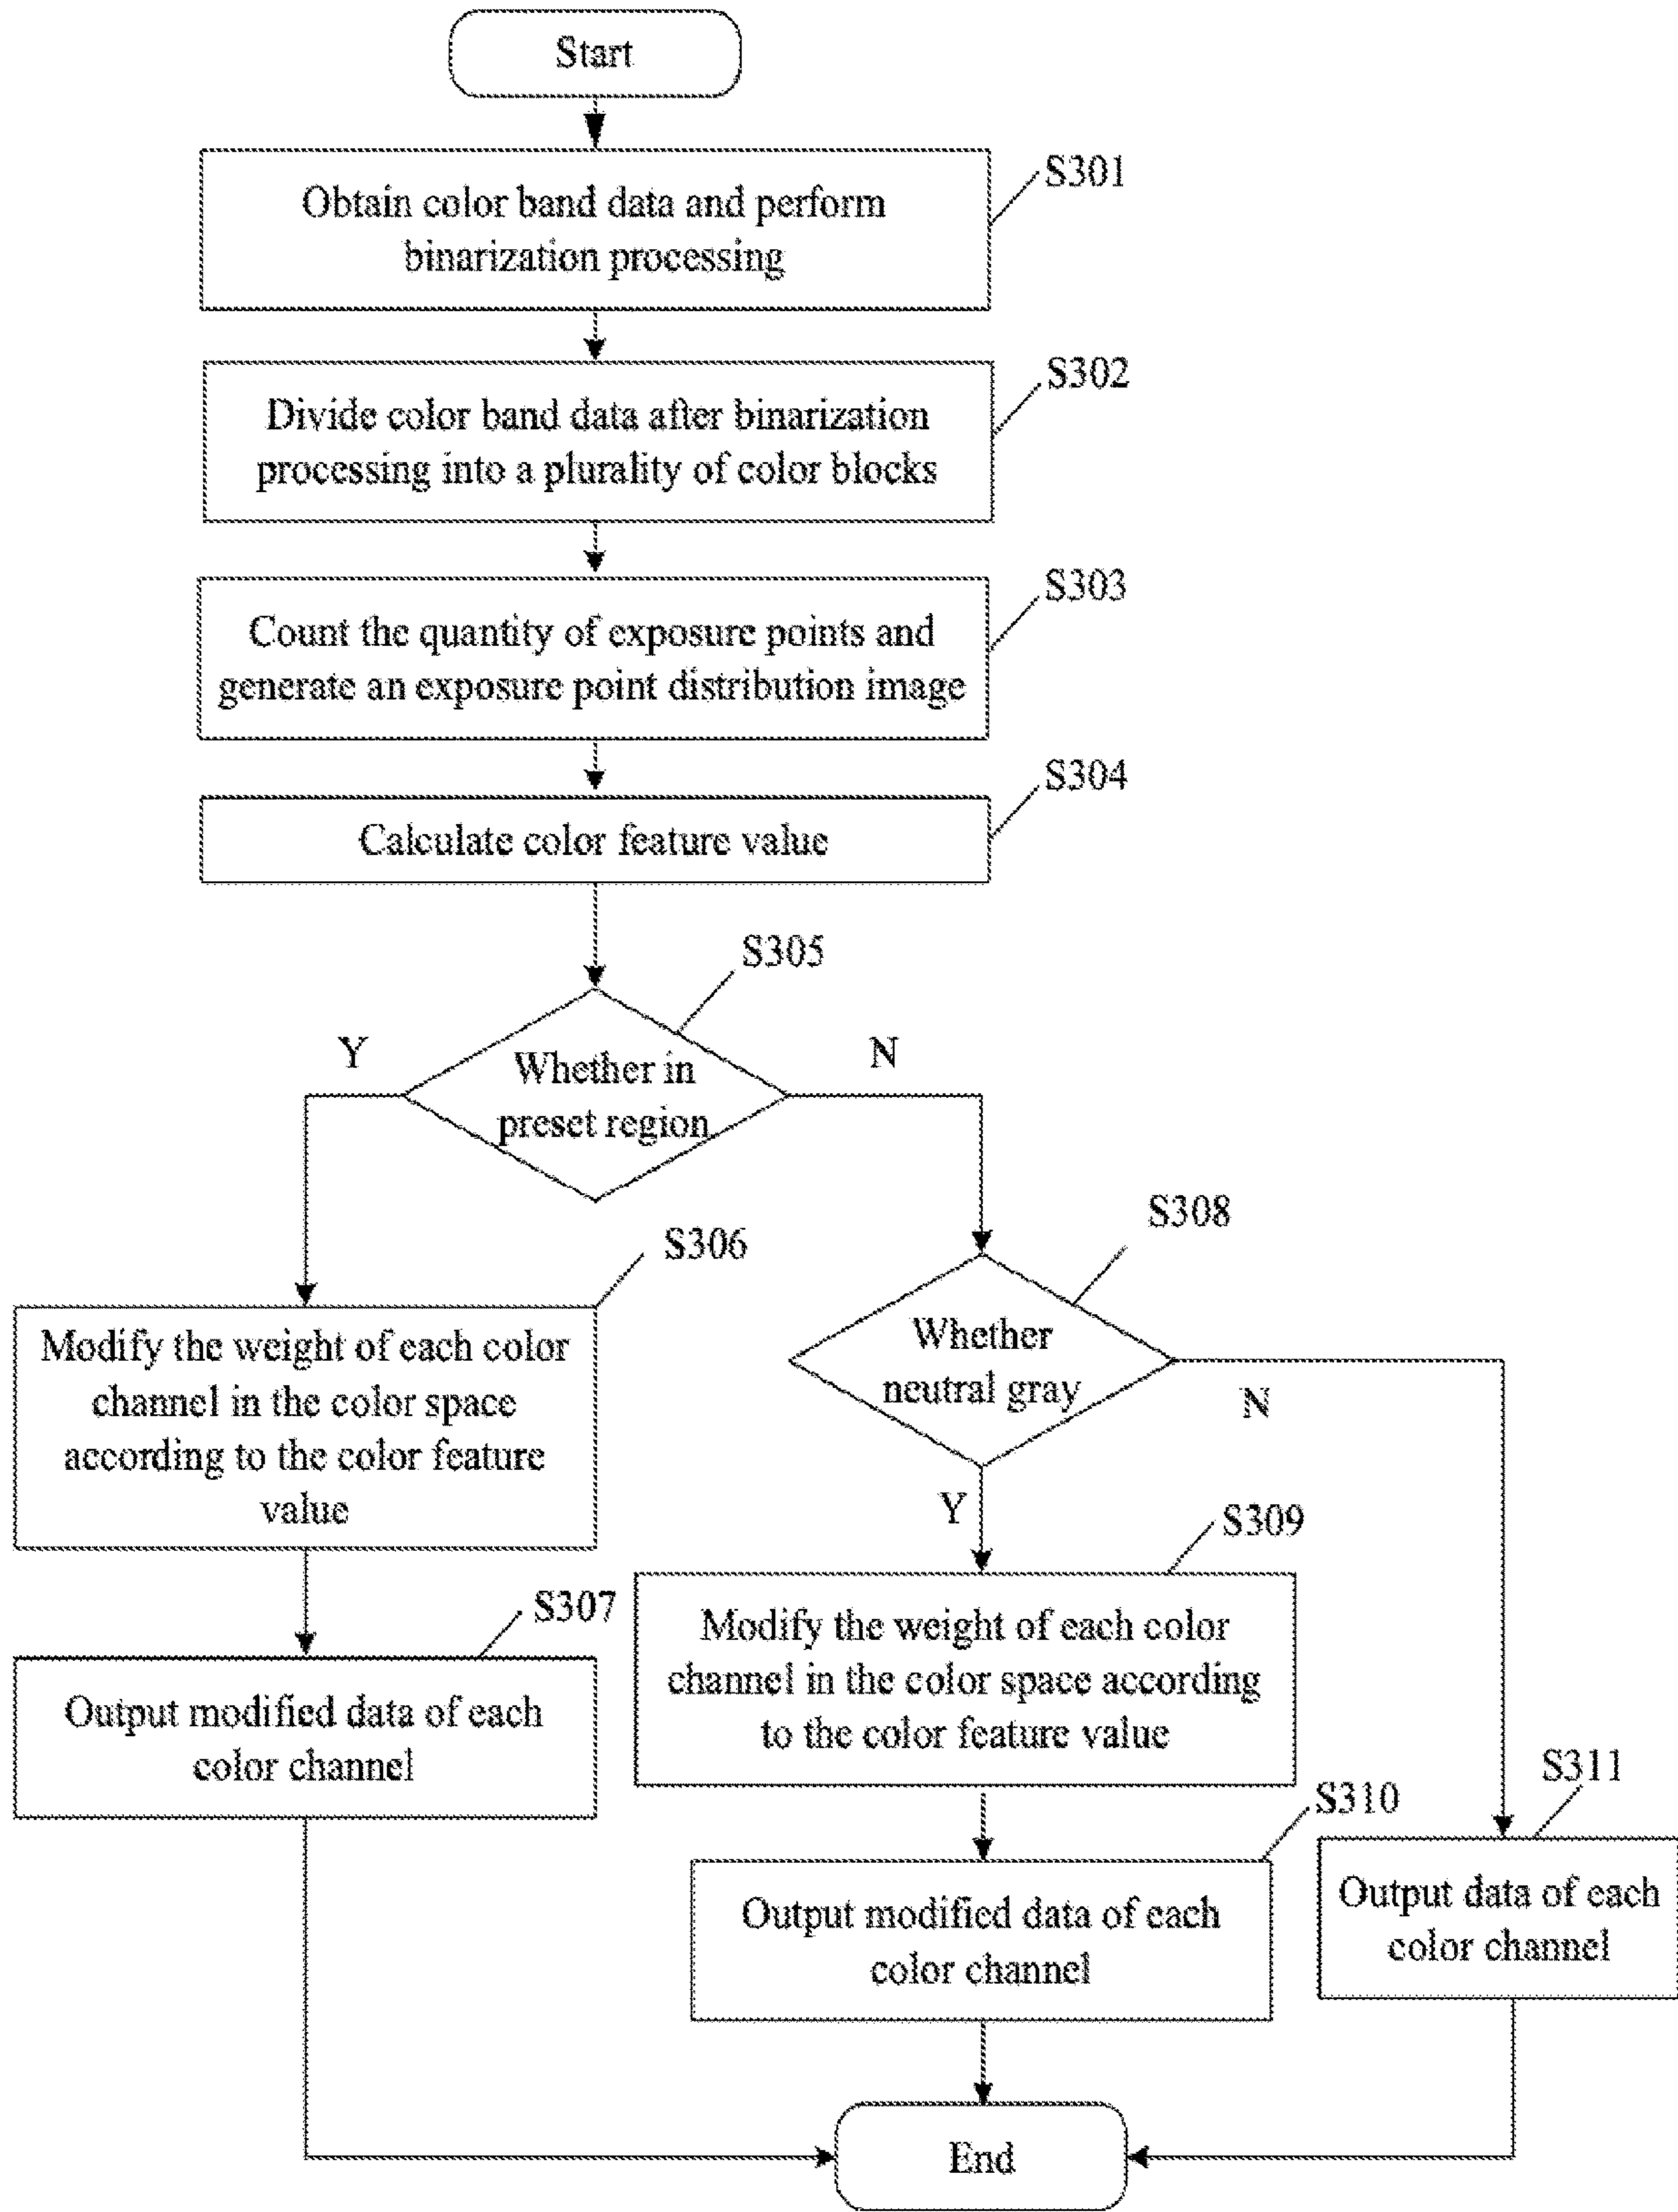 Start
S301
Obtain color band data and perform
binarization processing
S302
Divide color band data after binarization
processing into a plurality of color blocks
S303
Count the quantity of exposure points and
generate an exposure point distribution image
S304
Calculate color feature value
S305
Y
N
Whether in
preset region
S308
S306
Whether
neutral gray
N
Modify the weight of each color
channel in the color space
according to the color feature
value
Y
S309
S307
Modify the weight of each color
channel in the color space according
to the color feature value
Output modified data of each
color channel
S311
S310
Output data of each
color channel
Output modified data of each
color channel
End